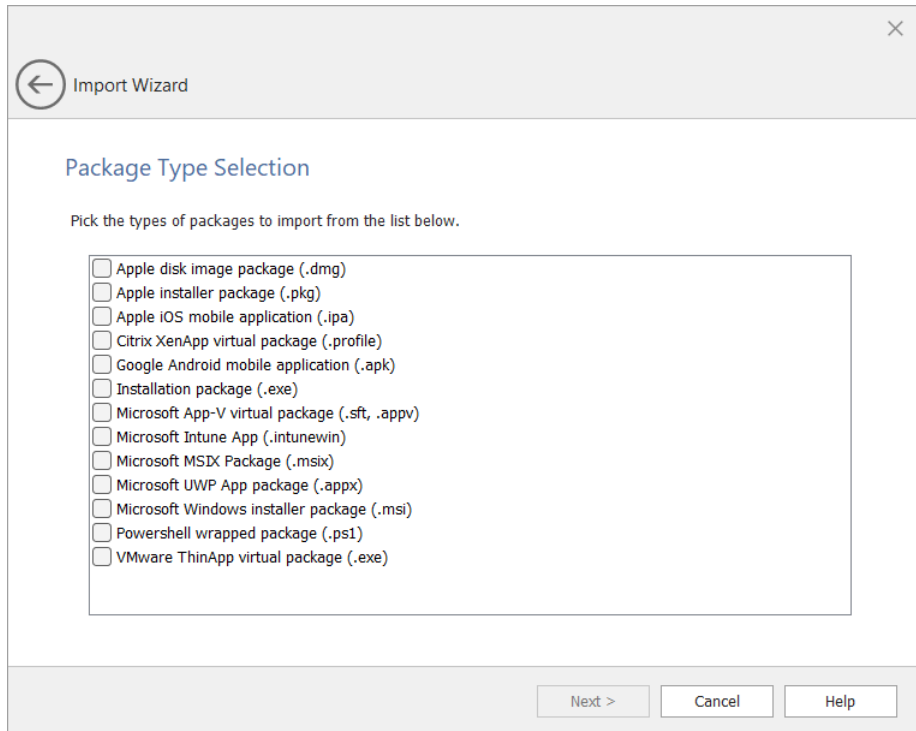 Import Wizard
Package Type Selection
Pick the types of packages to import from the list below.
Apple disk image package (.dmg)
Apple installer package (.pkg)
Apple iOS mobile application (.ipa)
Citrix XenApp virtual package (.profile)
Google Android mobile application (.apk)
Installation package (.exe)
Microsoft App-V virtual package (.sft, .appv)
Microsoft Intune App (.intunewin)
Microsoft MSIX Package (.msix)
Microsoft UWP App package (.appx)
Microsoft Windows installer package (.msi)
Powershell wrapped package (.ps1)
VMware ThinApp virtual package (.exe)
Next > Cancel Help